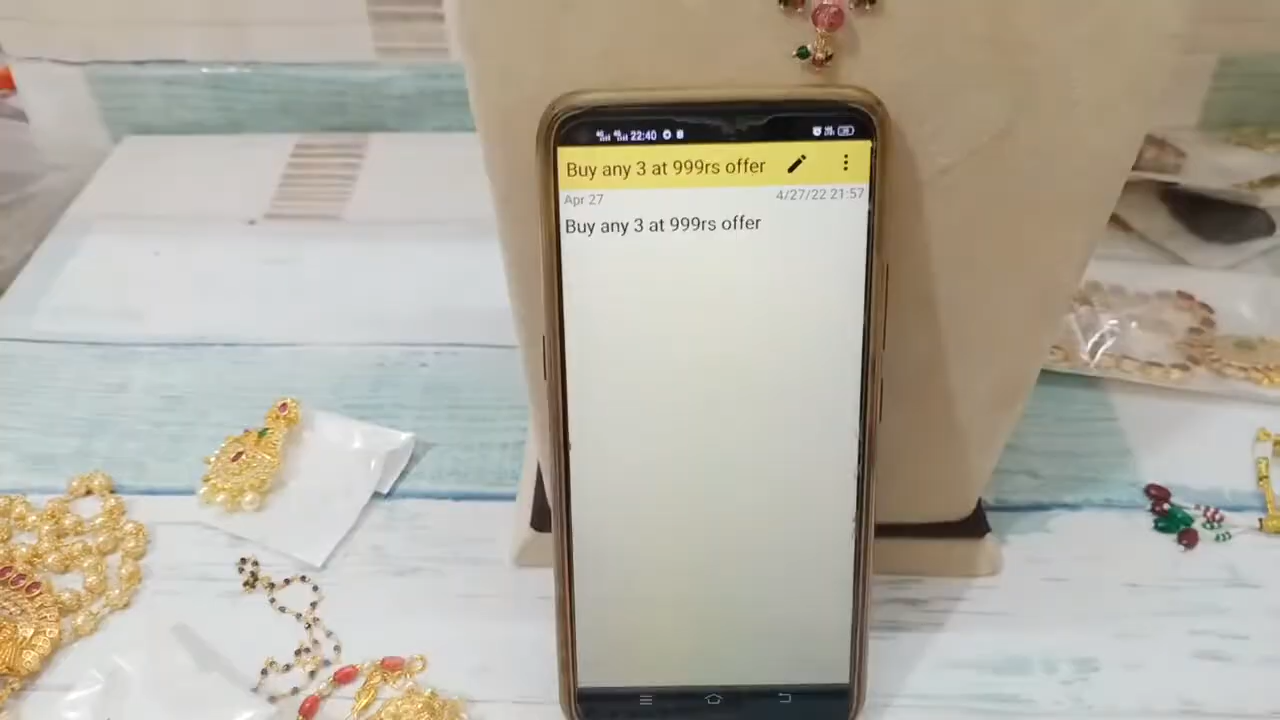 22:40
Buy any 3 at 999rs offer
Apr 27
4/27/22 21:57
Buy any 3 at 999rs offer